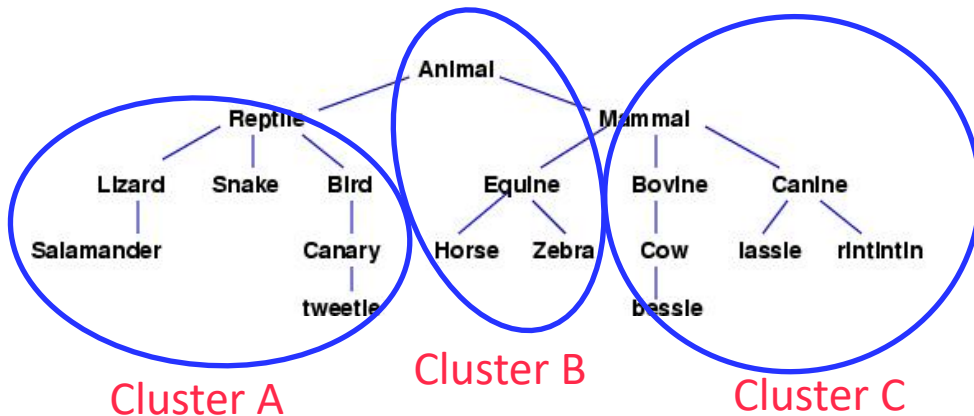 Animal
Reptile Mammal
Lizard Snake Bird Equine Bovine Canine
Salamander Canary Horse Zebra Cow lassie rintintin
tweetie bessie
Cluster A Cluster B Cluster C